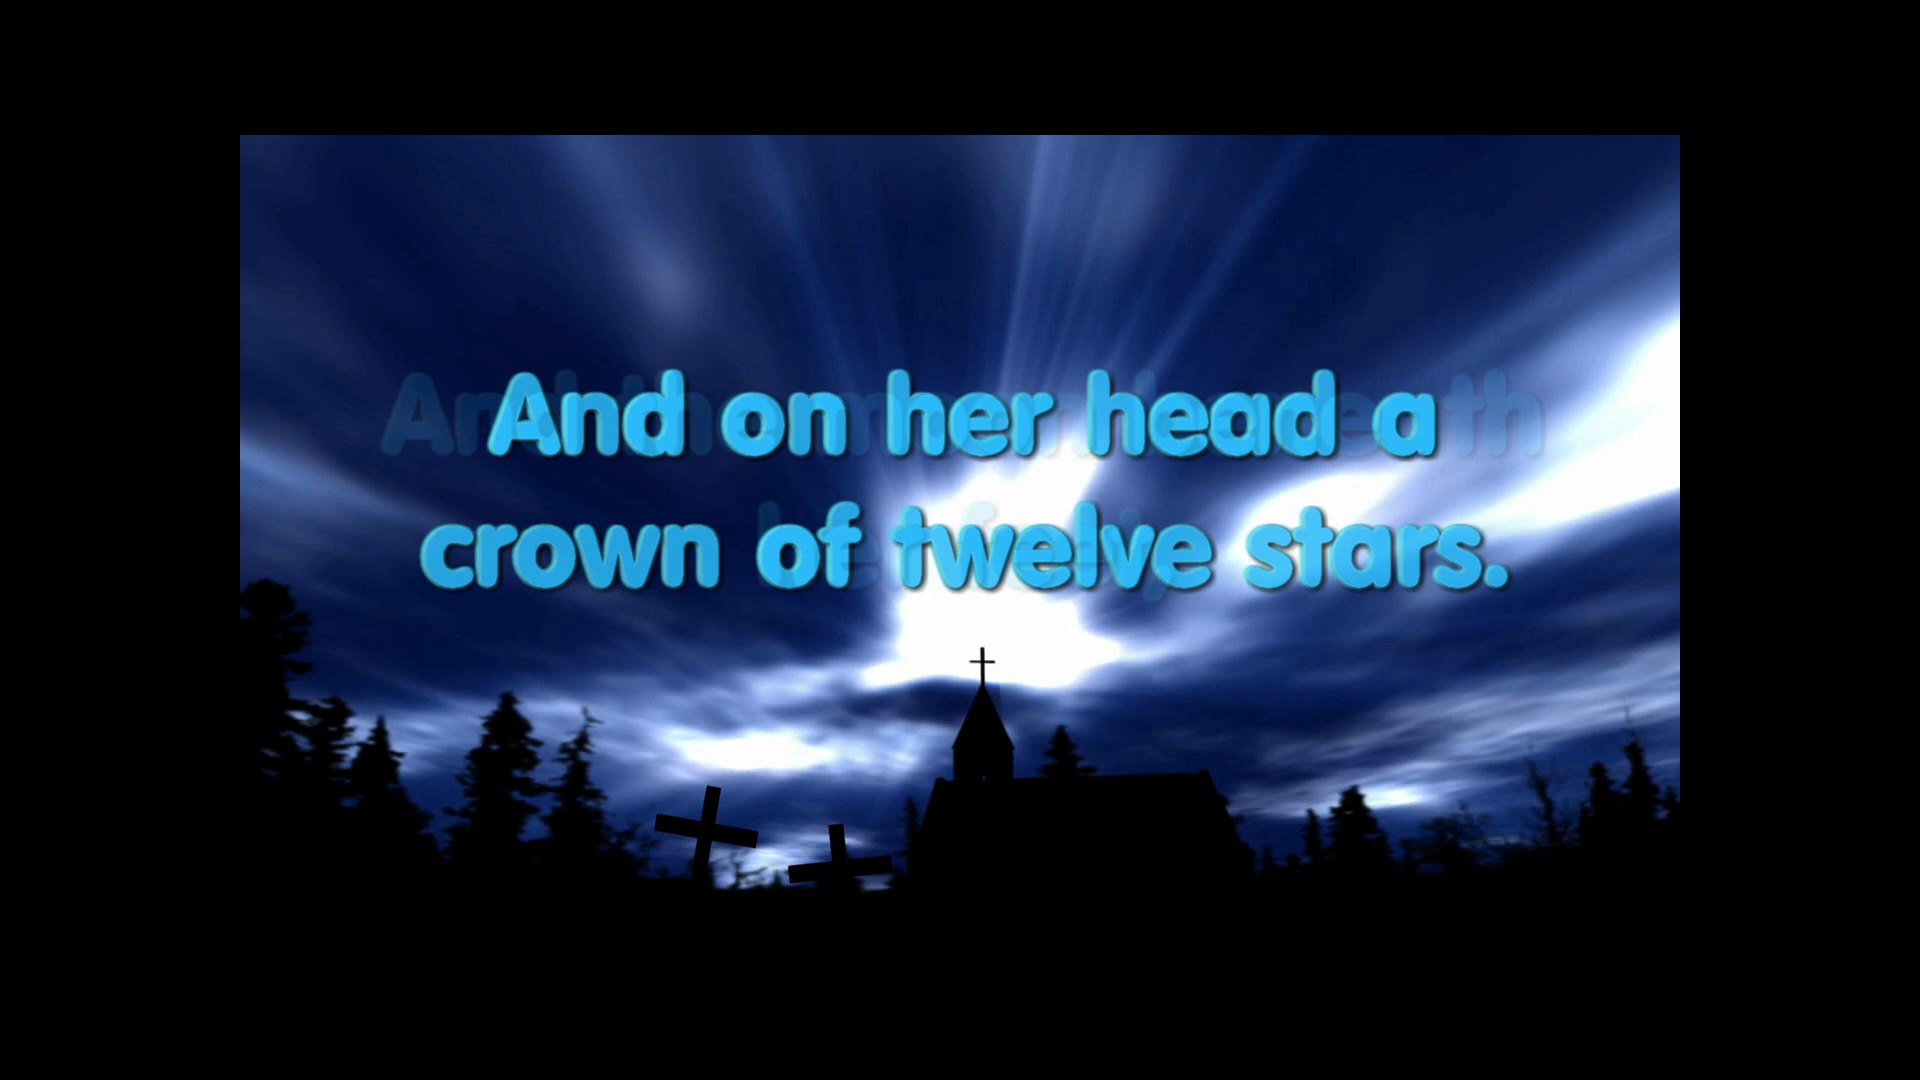 And on her head a
crown of twelve stars.